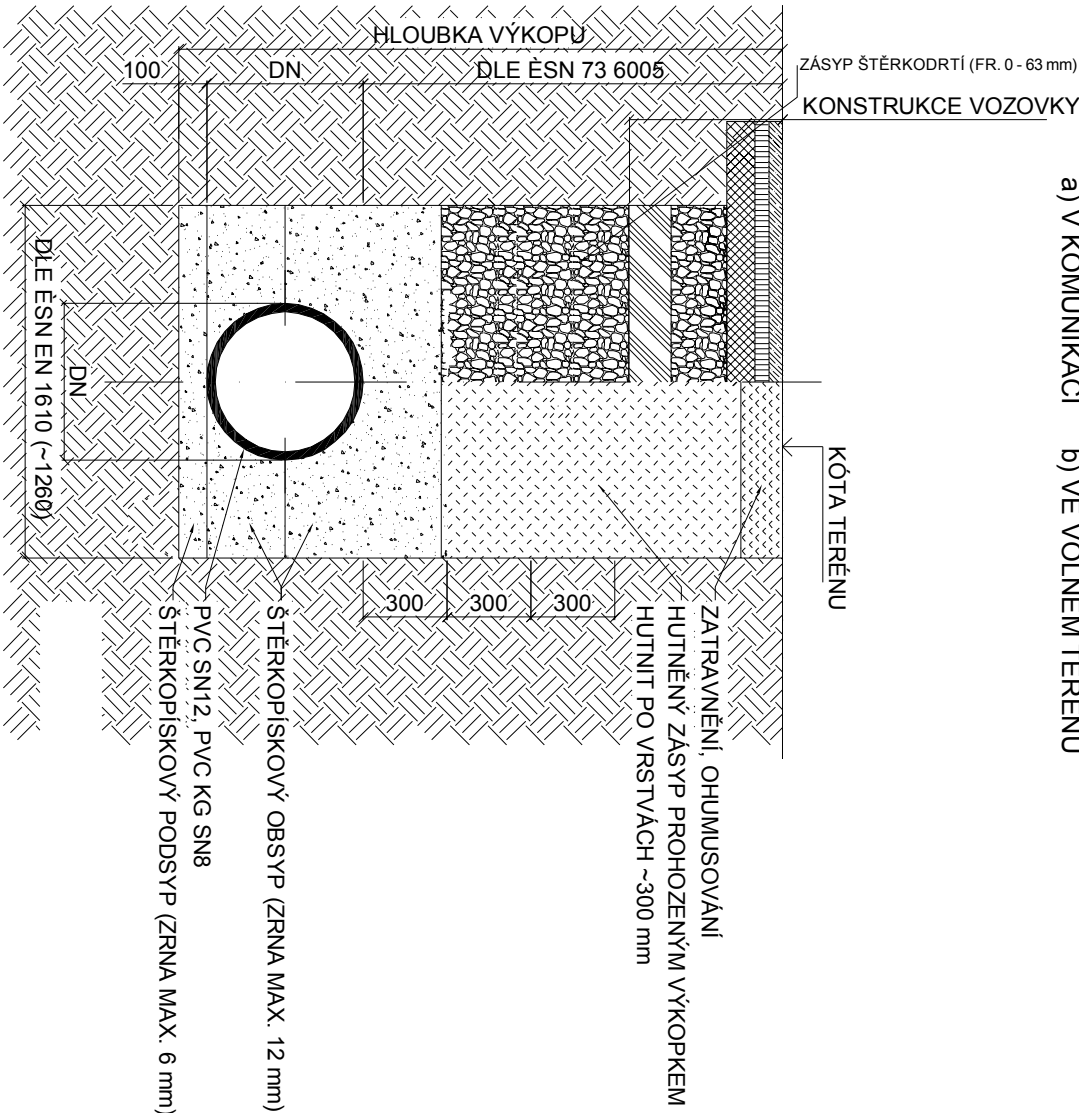 a) V KOMUNIKACI
b) VE VOLNÉM TERÉNU
HLOUBKA VÝKOPU
100
DN
DLE ÈSN 73 6005
ZÁSYP ŠTĚRKODRTÍ (FR. 0 - 63 mm)
KONSTRUKCE VOZOVKY
KÓTA TERÉNU
ZATRAVNĚNÍ, OHUMUSOVÁNÍ
HUTNĚNÝ ZÁSYP PROHOZENÝM VÝKOPKEM
HUTNIT PO VRSTVÁCH ~300 mm
300
300
300
ŠTĚRKOPÍSKOVÝ OBSYP (ZRNA MAX. 12 mm)
PVC SN12, PVC KG SN8
ŠTĚRKOPÍSKOVÝ PODSYP (ZRNA MAX. 6 mm)
DN
DLE ÈSN EN 1610 (~1260)